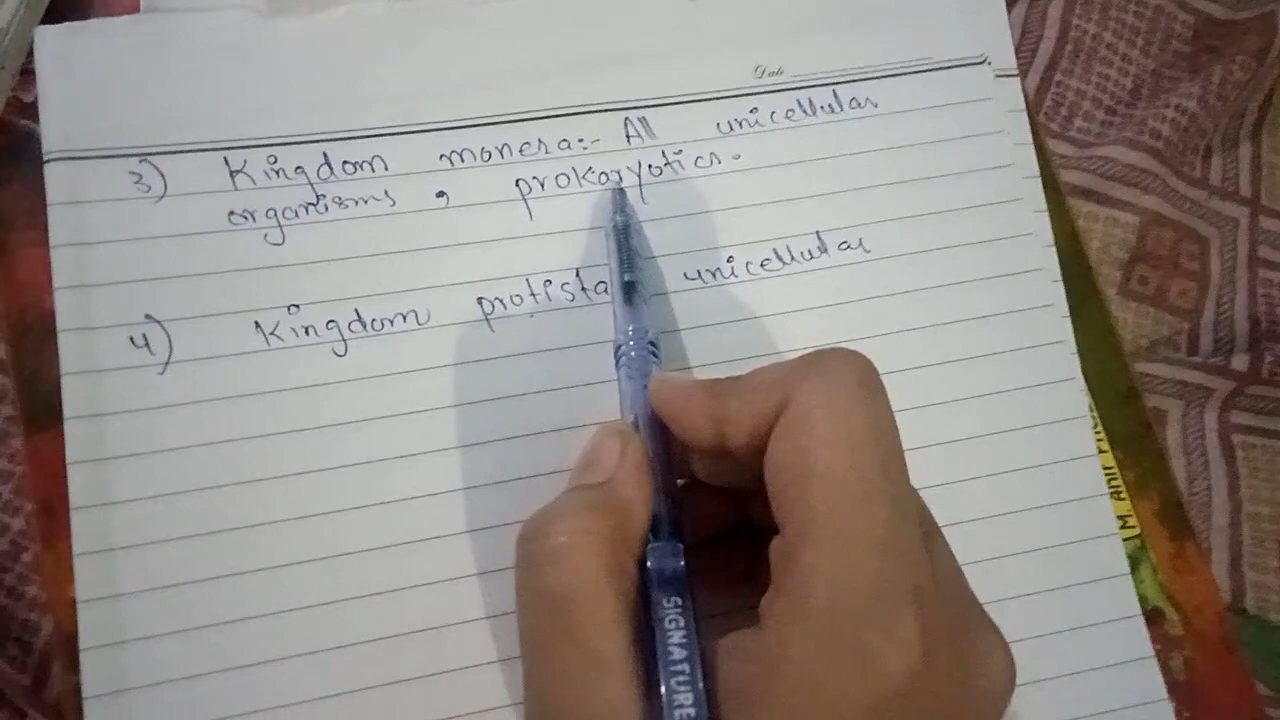 Date
3) Kingdom monera:- All unicellular
organisms, prokaryotics.
4) Kingdom protista unicellular
SIGNATURE